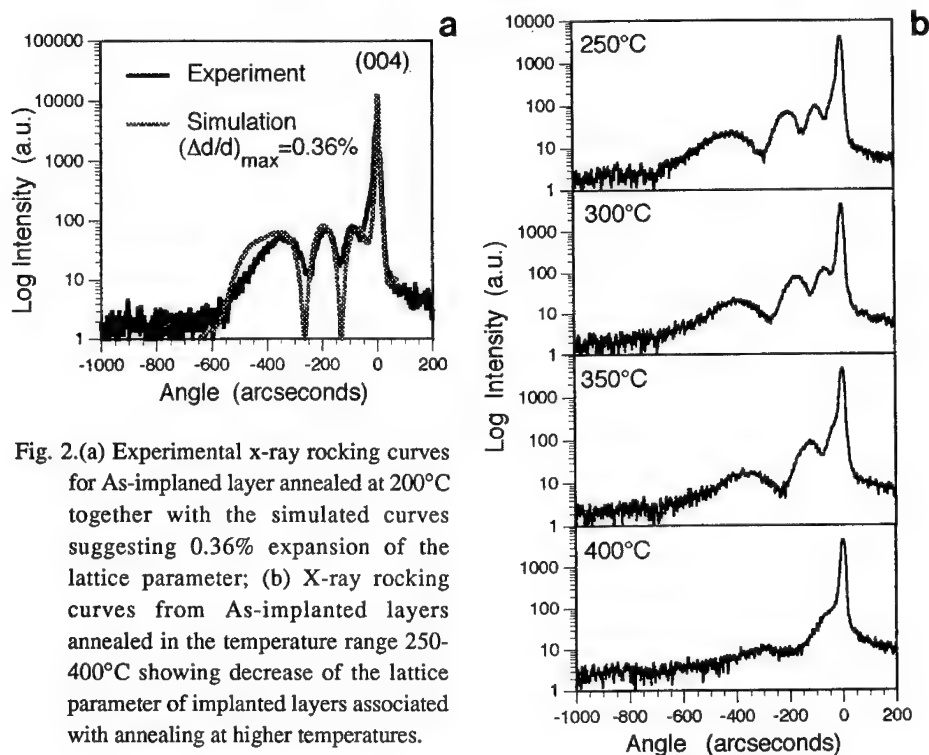 a
100000
10000
1000
100
10
1
Log Intensity (a.u.)
Experiment
(004)
Simulation
(Δd/d)max=0.36%
-1000 -800 -600 -400 -200 0 200
Angle (arcseconds)
Fig. 2.(a) Experimental x-ray rocking curves
for As-implaned layer annealed at 200°C
together with the simulated curves
suggesting 0.36% expansion of the
lattice parameter; (b) X-ray rocking
curves from As-implanted layers
annealed in the temperature range 250-
400°C showing decrease of the lattice
parameter of implanted layers associated
with annealing at higher temperatures.
b
10000
250°C
1000
100
10
1
300°C
1000
100
10
1
350°C
1000
100
10
1
400°C
1000
100
10
1
Log Intensity (a.u.)
Log Intensity (a.u.)
-1000 -800 -600 -400 -200 0 200
Angle (arcseconds)